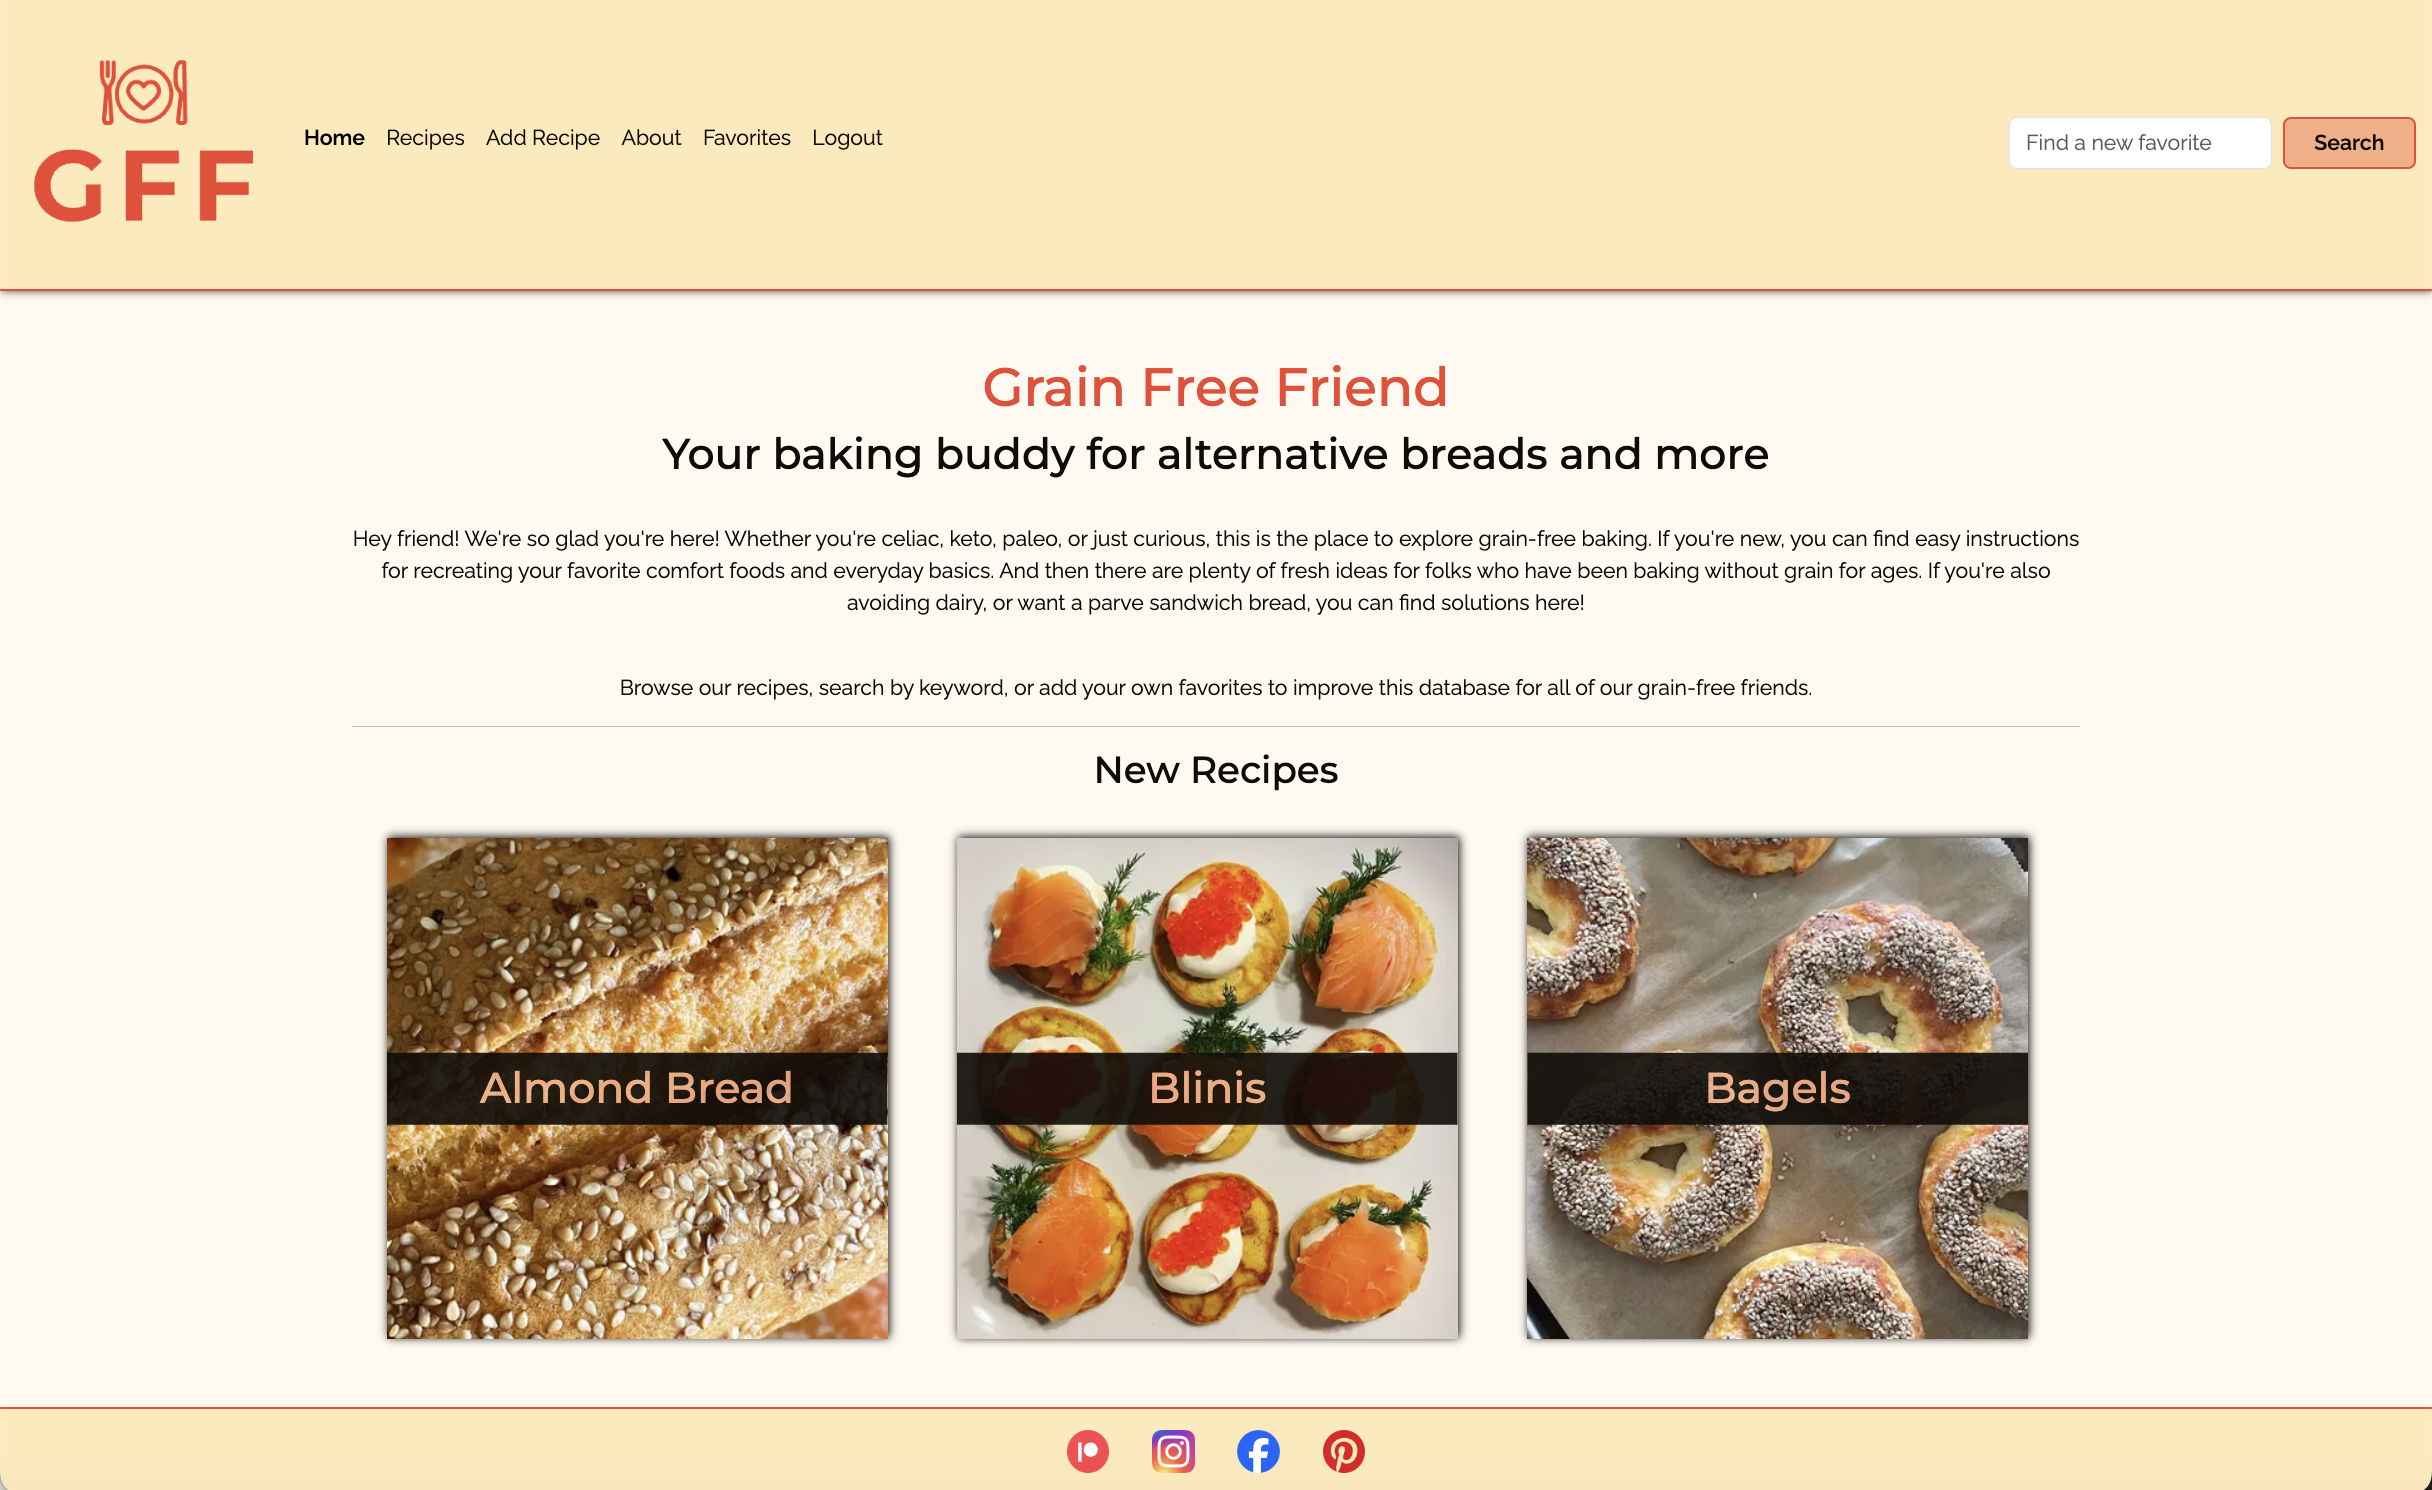 GFF
Home Recipes Add Recipe About Favorites Logout
Find a new favorite
Search
Grain Free Friend
Your baking buddy for alternative breads and more
Hey friend! We're so glad you're here! Whether you're celiac, keto, paleo, or just curious, this is the place to explore grain-free baking. If you're new, you can find easy instructions
for recreating your favorite comfort foods and everyday basics. And then there are plenty of fresh ideas for folks who have been baking without grain for ages. If you're also
avoiding dairy, or want a parve sandwich bread, you can find solutions here!
Browse our recipes, search by keyword, or add your own favorites to improve this database for all of our grain-free friends.
New Recipes
Almond Bread
Blinis
Bagels